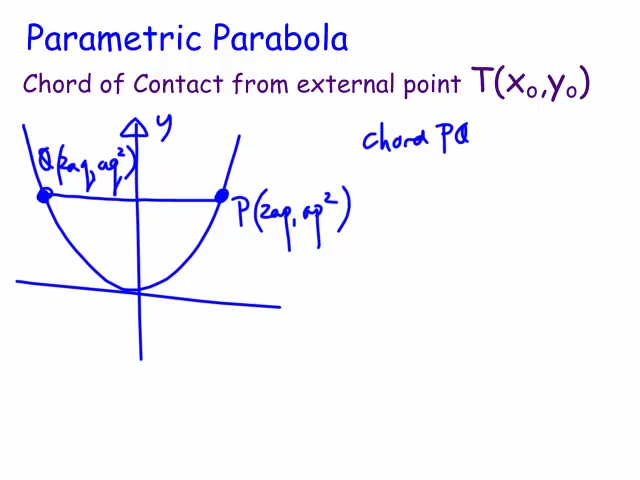 Parametric Parabola
Chord of Contact from external point T(x₀,y₀)
y
chord PQ
Q(2aq, aq²)
P(2ap, ap²)